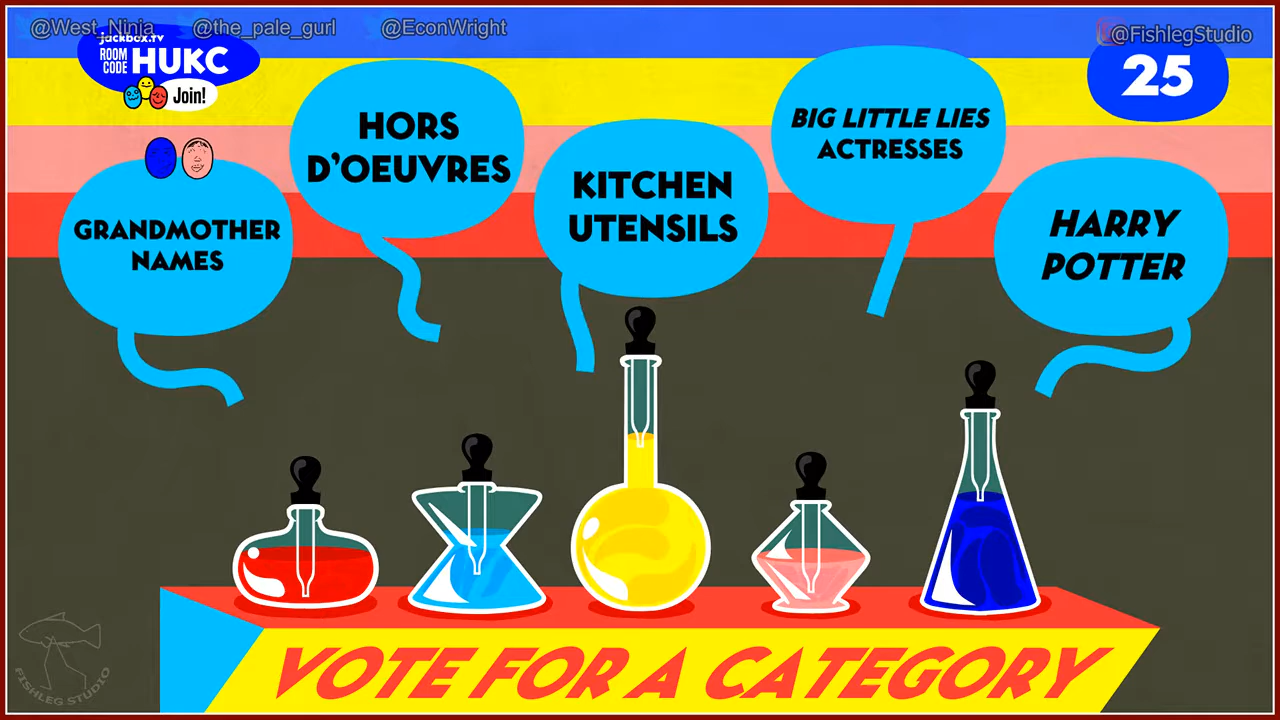 @West_Ninja @the_pale_gurl @EconWright
@FishlegStudio
jackbox.tv
ROOM
CODE
HUKC
Join!
25
GRANDMOTHER
NAMES
HORS
D'OEUVRES
KITCHEN
UTENSILS
BIG LITTLE LIES
ACTRESSES
HARRY
POTTER
VOTE FOR A CATEGORY
FISHLEG STUDIO